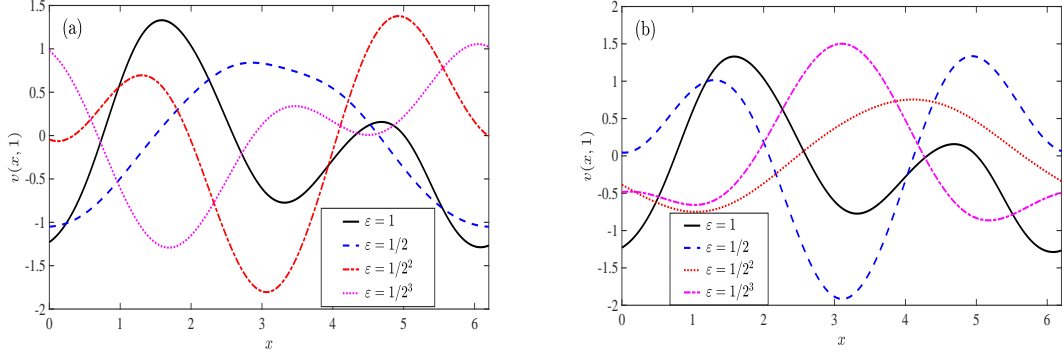 (a)
1.5
1
0.5
0
-0.5
-1
-1.5
-2
v(x, 1)
0 1 2 3 4 5 6
x
ε = 1
ε = 1/2
ε = 1/2²
ε = 1/2³
(b)
2
1.5
1
0.5
0
-0.5
-1
-1.5
-2
v(x, 1)
0 1 2 3 4 5 6
x
ε = 1
ε = 1/2
ε = 1/2²
ε = 1/2³